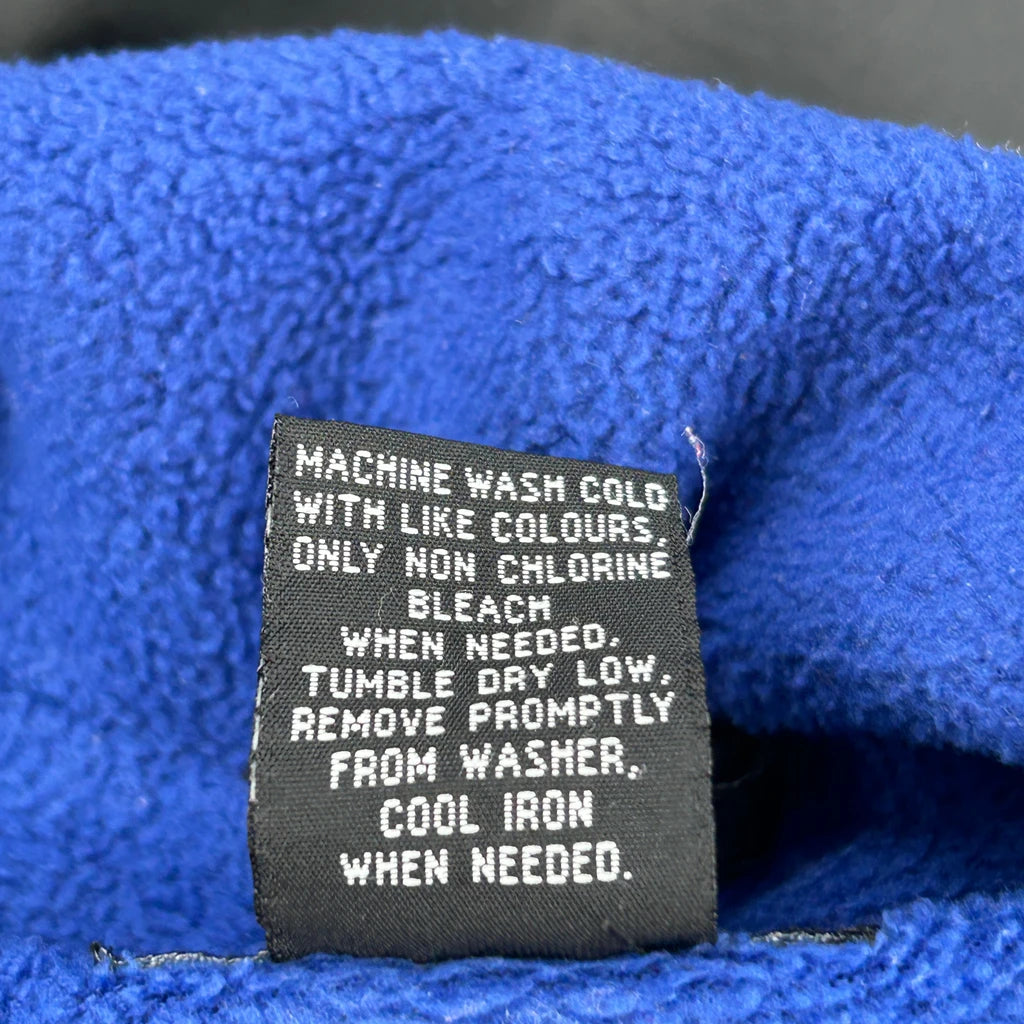 MACHINE WASH COLD
WITH LIKE COLOURS,
ONLY NON CHLORINE
BLEACH
WHEN NEEDED.
TUMBLE DRY LOW.
REMOVE PROMPTLY
FROM WASHER,
COOL IRON
WHEN NEEDED.